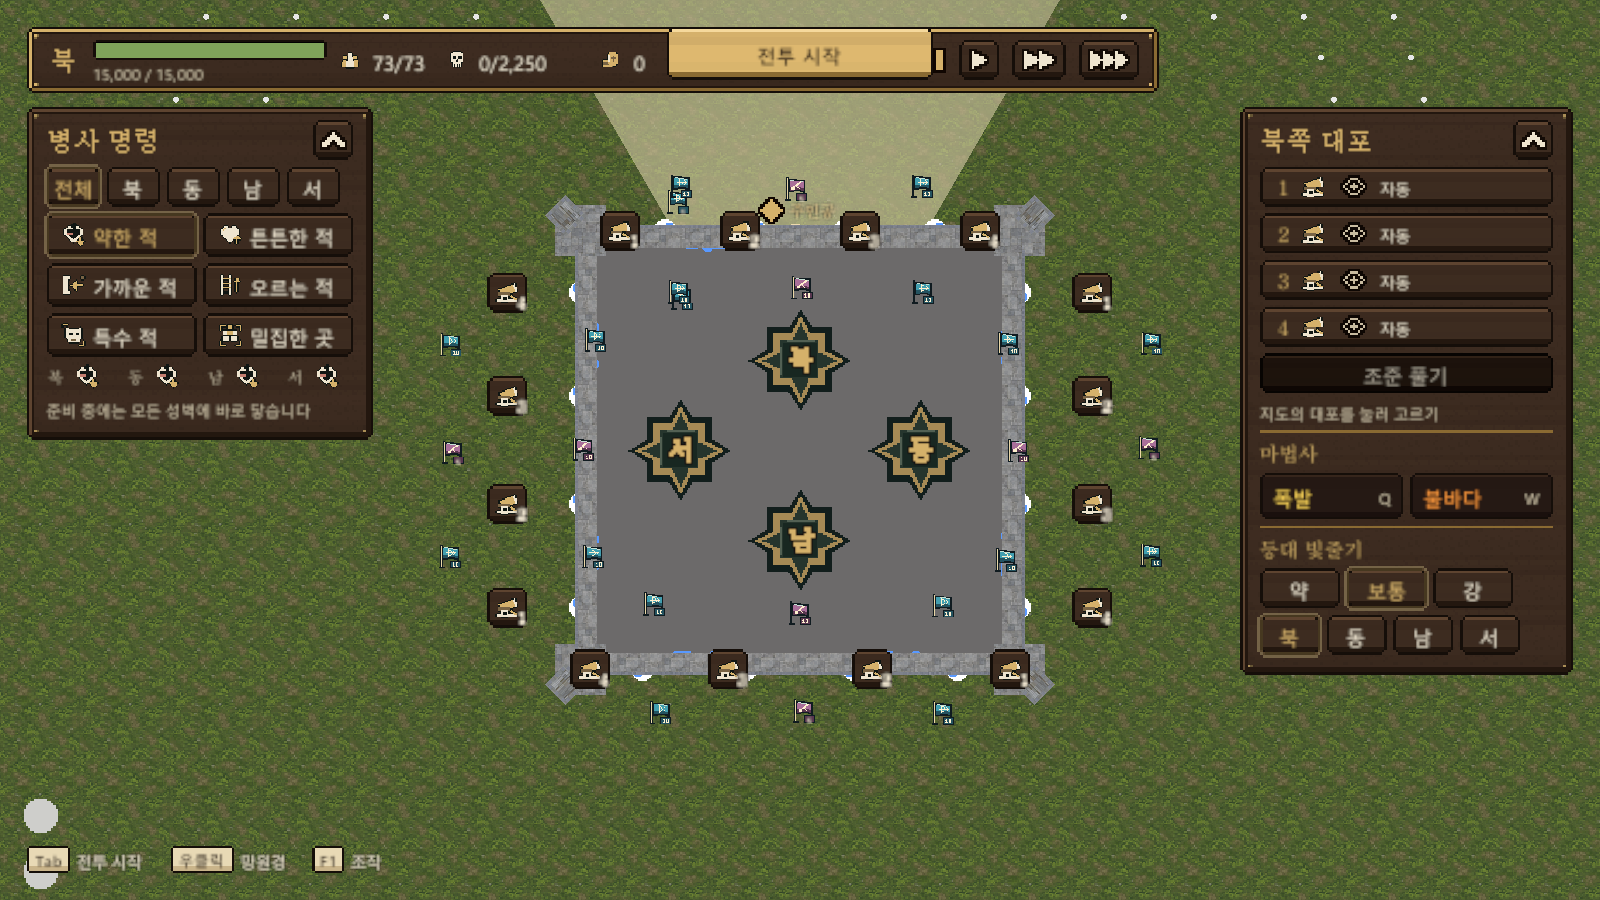 북
15,000 / 15,000
73/73
0/2,250
0
전투 시작
병사 명령
전체 북 동 남 서
약한 적 튼튼한 적
가까운 적 오르는 적
특수 적 밀집한 곳
북 동 남 서
준비 중에는 모든 성벽에 바로 닿습니다
북쪽 대포
1 자동
2 자동
3 자동
4 자동
조준 풀기
지도의 대포를 눌러 고르기
마법사
폭발 Q 불바다 W
등대 빛줄기
약 보통 강
북 동 남 서
북
서 동
남
Tab 전투 시작 우클릭 망원경 F1 조작